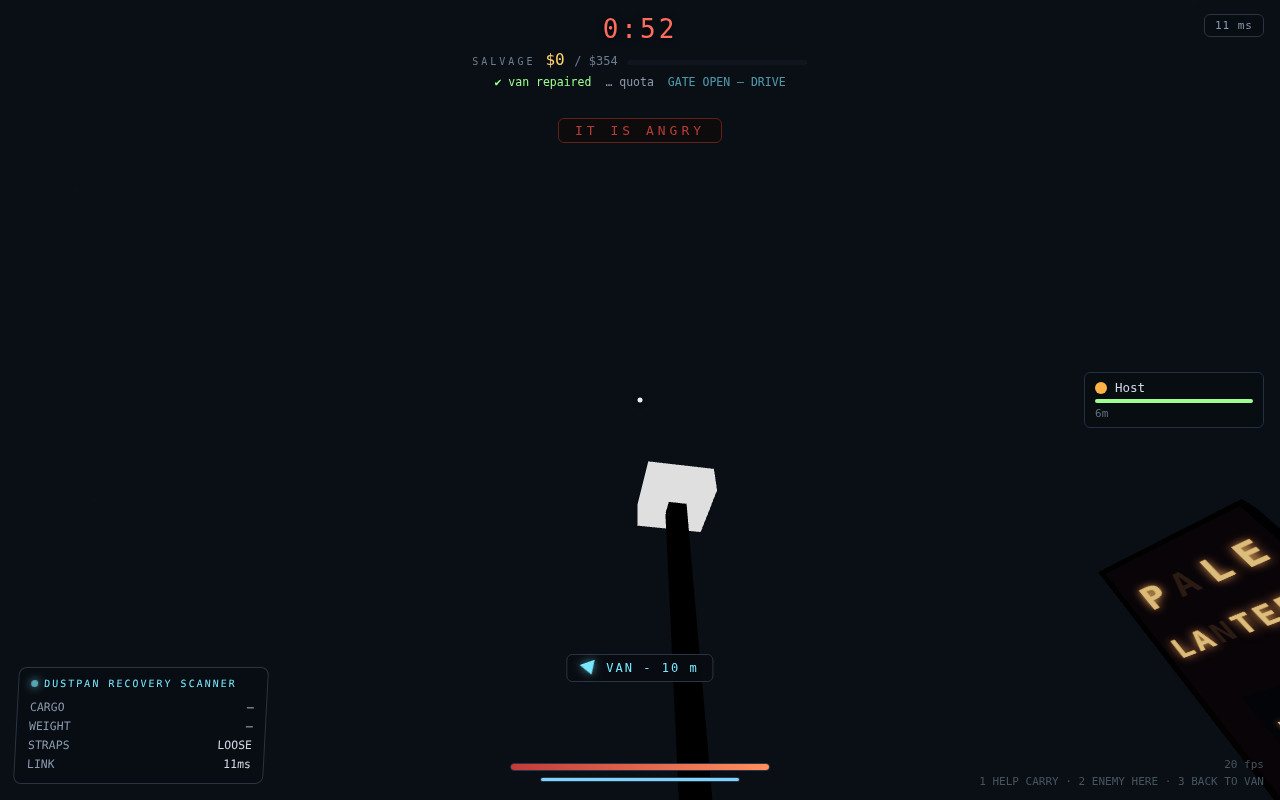 0:52
11 ms
SALVAGE $0 / $354
✔ van repaired … quota GATE OPEN — DRIVE
IT IS ANGRY
Host
6m
PALE
VAN - 10 m
DUSTPAN RECOVERY SCANNER
CARGO —
WEIGHT —
STRAPS LOOSE
LINK 11ms
20 fps
1 HELP CARRY · 2 ENEMY HERE · 3 BACK TO VAN